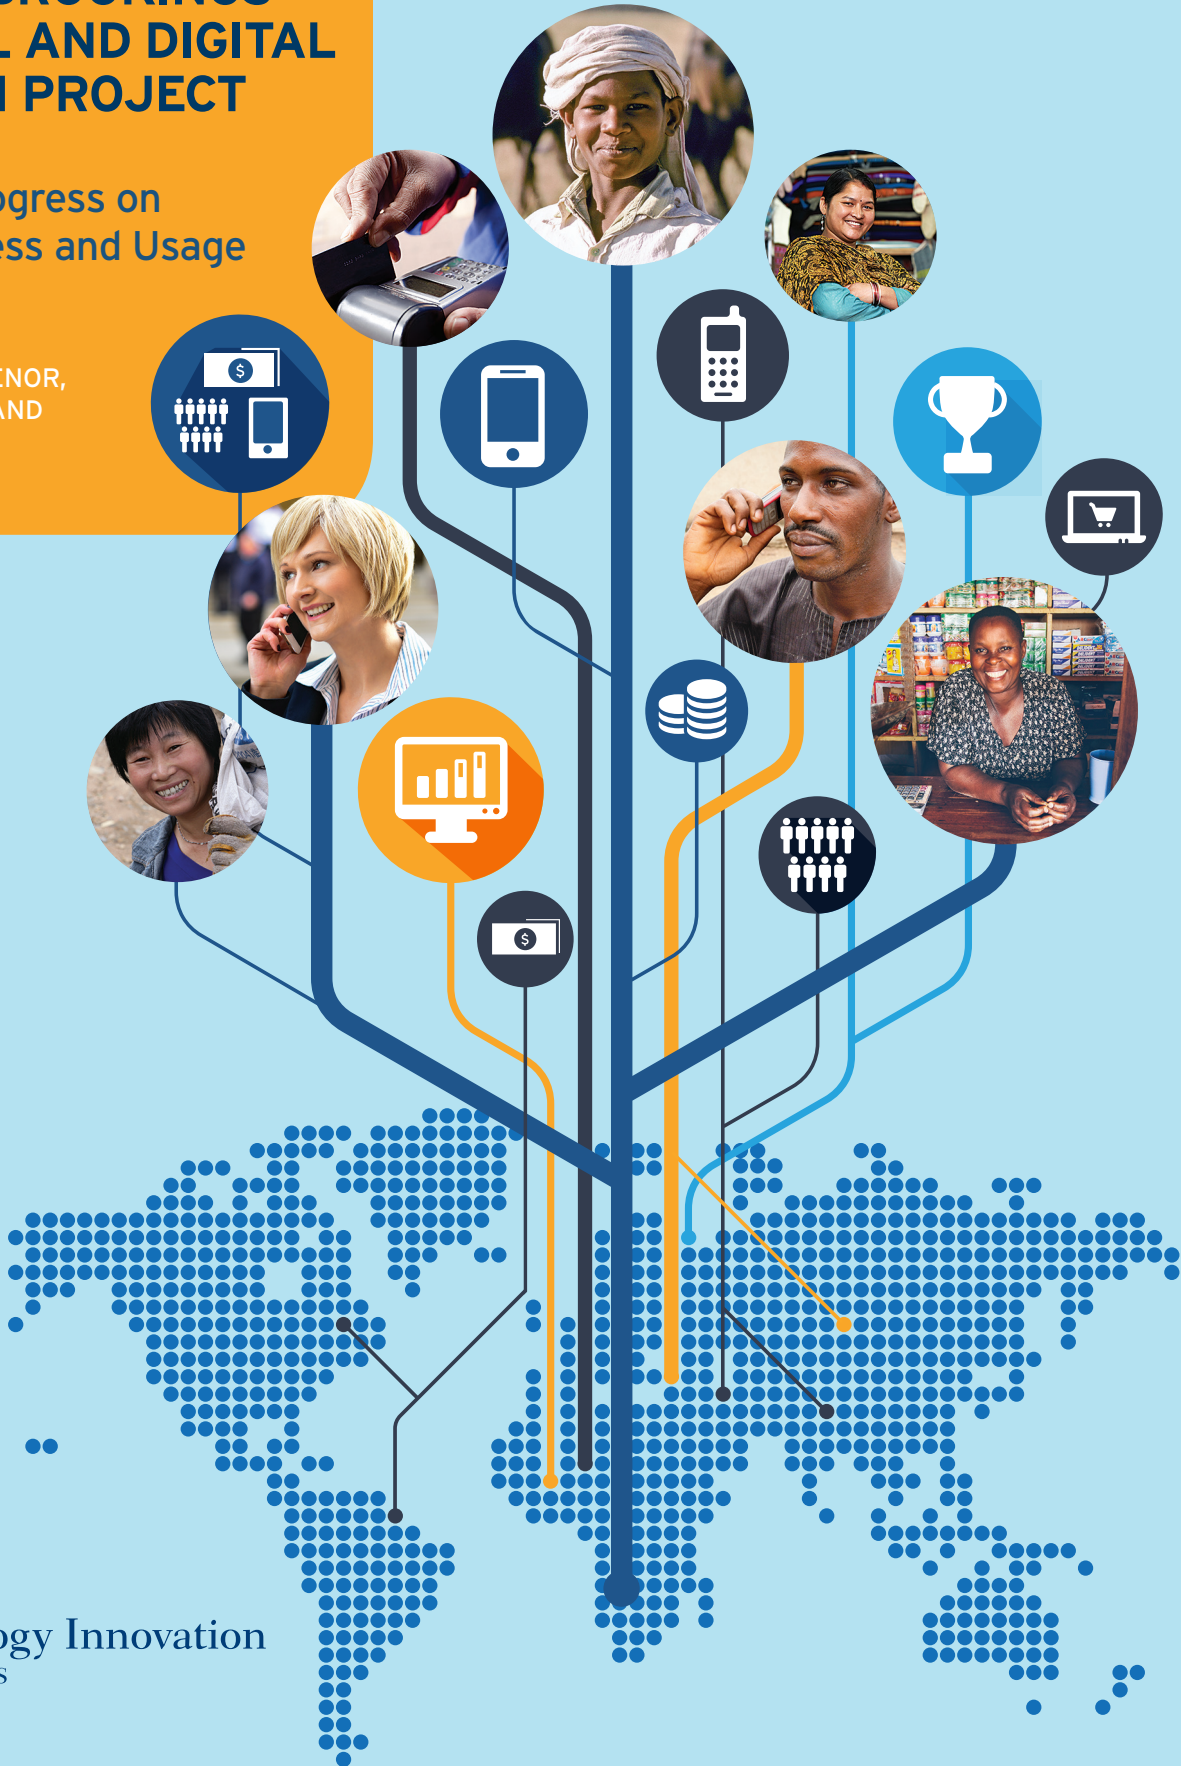 L AND DIGITAL
PROJECT
ogress on
ess and Usage
ENOR,
AND
$
$
ogy Innovation
s